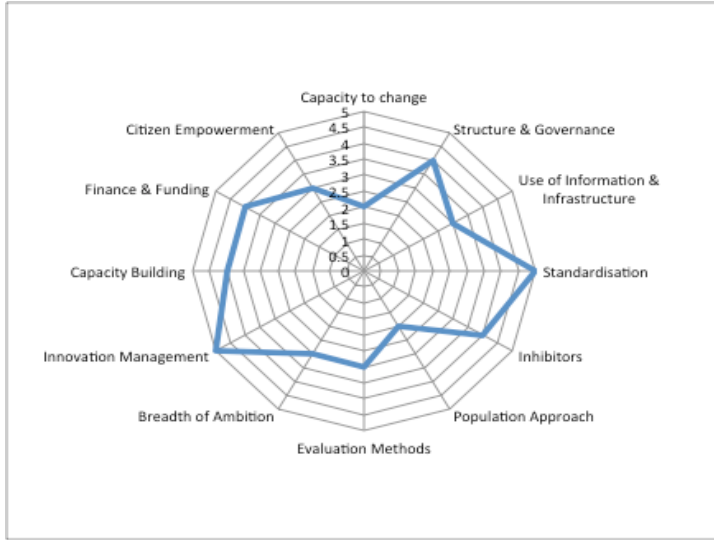 Capacity to change
5
Citizen Empowerment
4.5
Structure & Governance
4
3.5
Finance & Funding
3
Use of Information &
Infrastructure
2.5
2
1.5
1
0.5
Capacity Building
0
Standardisation
Innovation Management
Inhibitors
Breadth of Ambition
Population Approach
Evaluation Methods